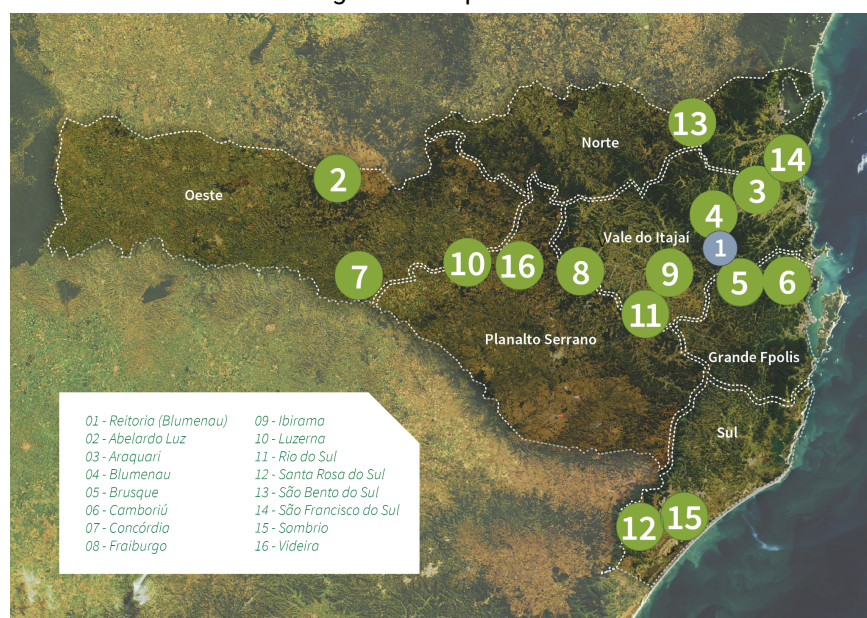 Norte
13
14
Oeste
2
3
4
Vale do Itajaí
1
10
16
8
9
5
6
7
11
Planalto Serrano
Grande Fpolis
Sul
12
15
01 - Reitoria (Blumenau)
02 - Abelardo Luz
03 - Araquari
04 - Blumenau
05 - Brusque
06 - Camboriú
07 - Concórdia
08 - Fraiburgo
09 - Ibirama
10 - Luzerna
11 - Rio do Sul
12 - Santa Rosa do Sul
13 - São Bento do Sul
14 - São Francisco do Sul
15 - Sombrio
16 - Videira